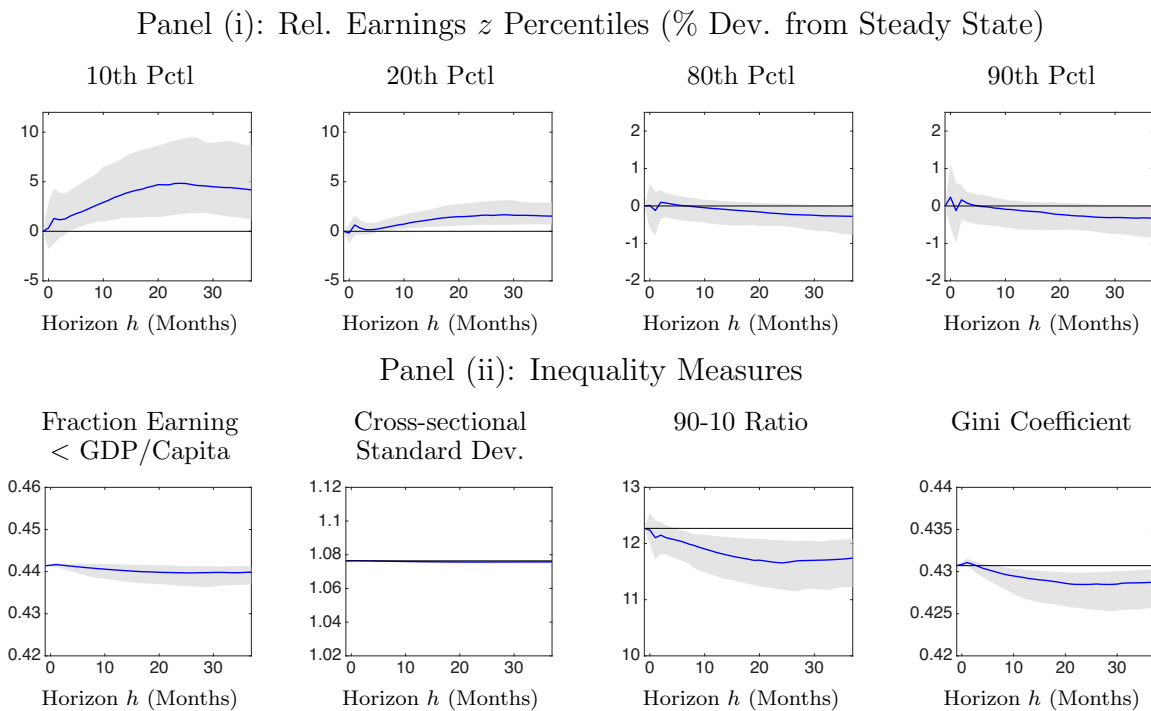 Panel (i): Rel. Earnings z Percentiles (% Dev. from Steady State)
10th Pctl
20th Pctl
80th Pctl
90th Pctl
10
5
0
-5
0 10 20 30
Horizon h (Months)
10
5
0
-5
0 10 20 30
Horizon h (Months)
2
1
0
-1
-2
0 10 20 30
Horizon h (Months)
2
1
0
-1
-2
0 10 20 30
Horizon h (Months)
Panel (ii): Inequality Measures
Fraction Earning
< GDP/Capita
Cross-sectional
Standard Dev.
90-10 Ratio
Gini Coefficient
0.46
0.45
0.44
0.43
0.42
0 10 20 30
Horizon h (Months)
1.12
1.1
1.08
1.06
1.04
1.02
0 10 20 30
Horizon h (Months)
13
12
11
10
0 10 20 30
Horizon h (Months)
0.44
0.435
0.43
0.425
0.42
0 10 20 30
Horizon h (Months)